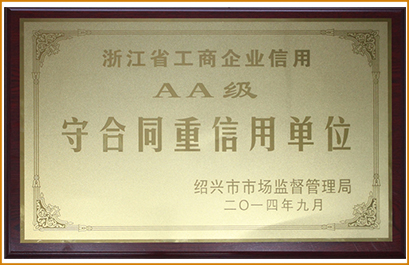 浙江省工商企业信用
AA级
守合同重信用单位
绍兴市市场监督管理局
二〇一四年九月